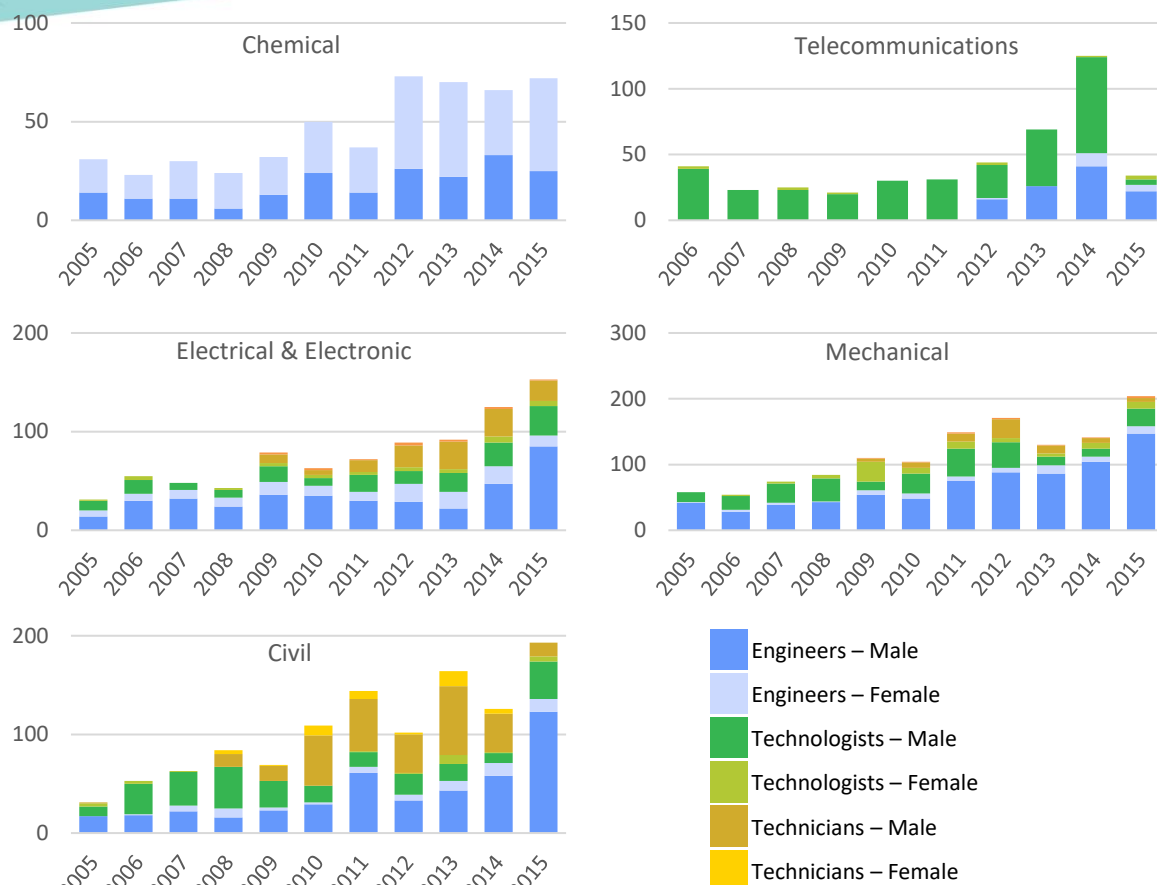 Chemical
100
50
0
2005 2006 2007 2008 2009 2010 2011 2012 2013 2014 2015
Telecommunications
150
100
50
0
2006 2007 2008 2009 2010 2011 2012 2013 2014 2015
Electrical & Electronic
200
100
0
2005 2006 2007 2008 2009 2010 2011 2012 2013 2014 2015
Mechanical
300
200
100
0
2005 2006 2007 2008 2009 2010 2011 2012 2013 2014 2015
Civil
200
100
0
2005 2006 2007 2008 2009 2010 2011 2012 2013 2014 2015
Engineers – Male
Engineers – Female
Technologists – Male
Technologists – Female
Technicians – Male
Technicians – Female